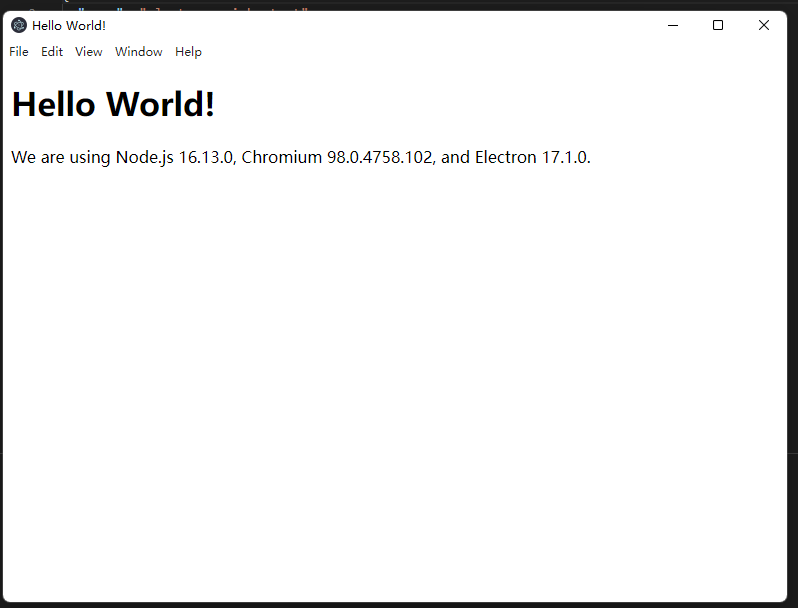 Hello World!
File Edit View Window Help
Hello World!
We are using Node.js 16.13.0, Chromium 98.0.4758.102, and Electron 17.1.0.